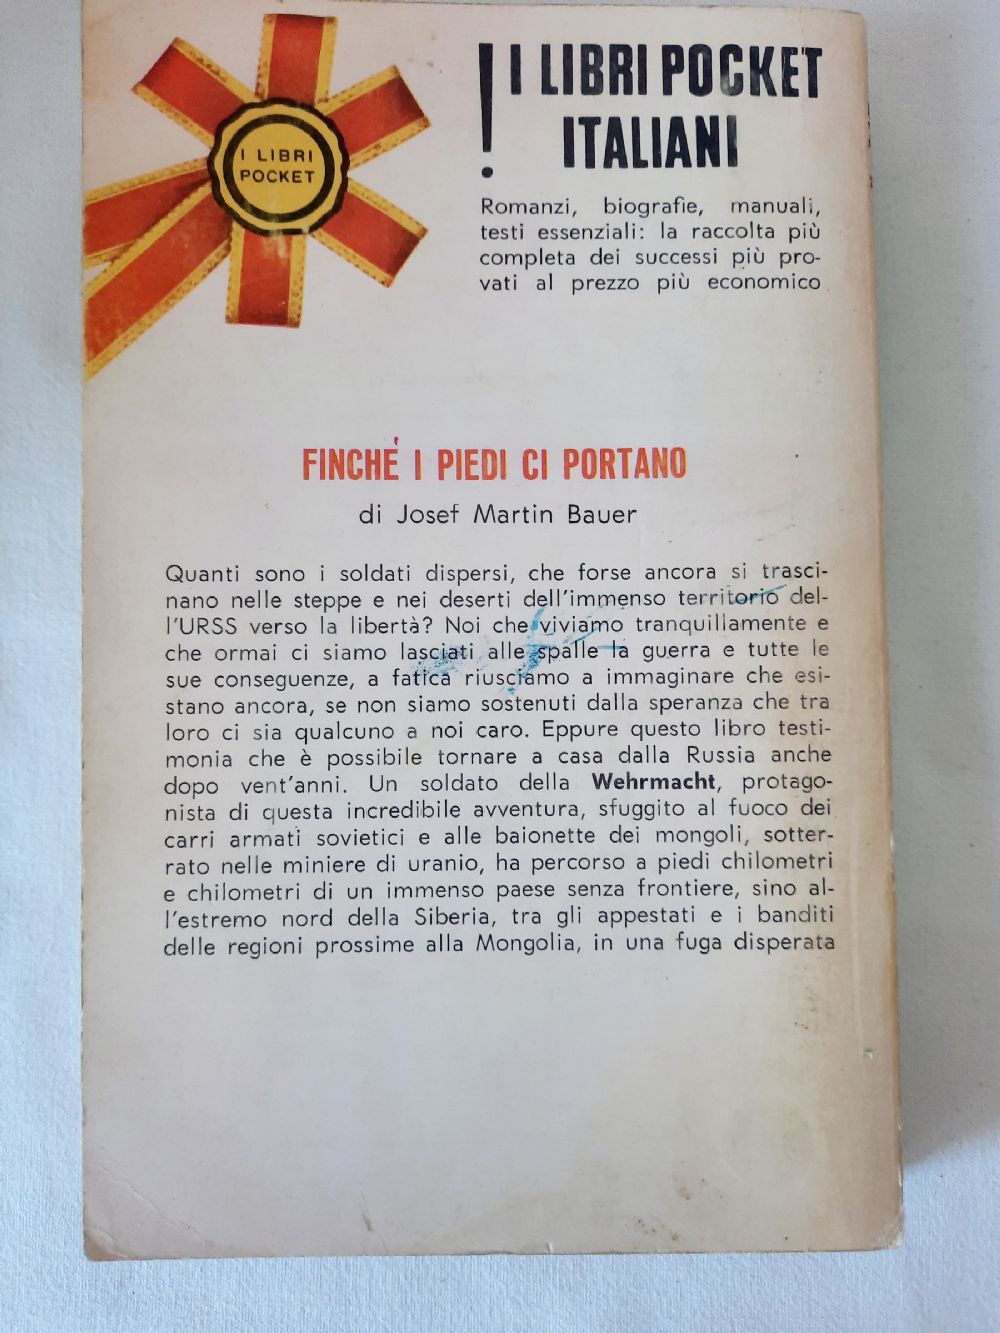 I LIBRI
POCKET
! I LIBRI POCKET
ITALIANI
Romanzi, biografie, manuali,
testi essenziali: la raccolta più
completa dei successi più pro-
vati al prezzo più economico
FINCHÉ I PIEDI CI PORTANO
di Josef Martin Bauer
Quanti sono i soldati dispersi, che forse ancora si trasci-
nano nelle steppe e nei deserti dell'immenso territorio del-
l'URSS verso la libertà? Noi che viviamo tranquillamente e
che ormai ci siamo lasciati alle spalle la guerra e tutte le
sue conseguenze, a fatica riusciamo a immaginare che esi-
stano ancora, se non siamo sostenuti dalla speranza che tra
loro ci sia qualcuno a noi caro. Eppure questo libro testi-
monia che è possibile tornare a casa dalla Russia anche
dopo vent'anni. Un soldato della Wehrmacht, protago-
nista di questa incredibile avventura, sfuggito al fuoco dei
carri armati sovietici e alle baionette dei mongoli, sotter-
rato nelle miniere di uranio, ha percorso a piedi chilometri
e chilometri di un immenso paese senza frontiere, sino al-
l'estremo nord della Siberia, tra gli appestati e i banditi
delle regioni prossime alla Mongolia, in una fuga disperata